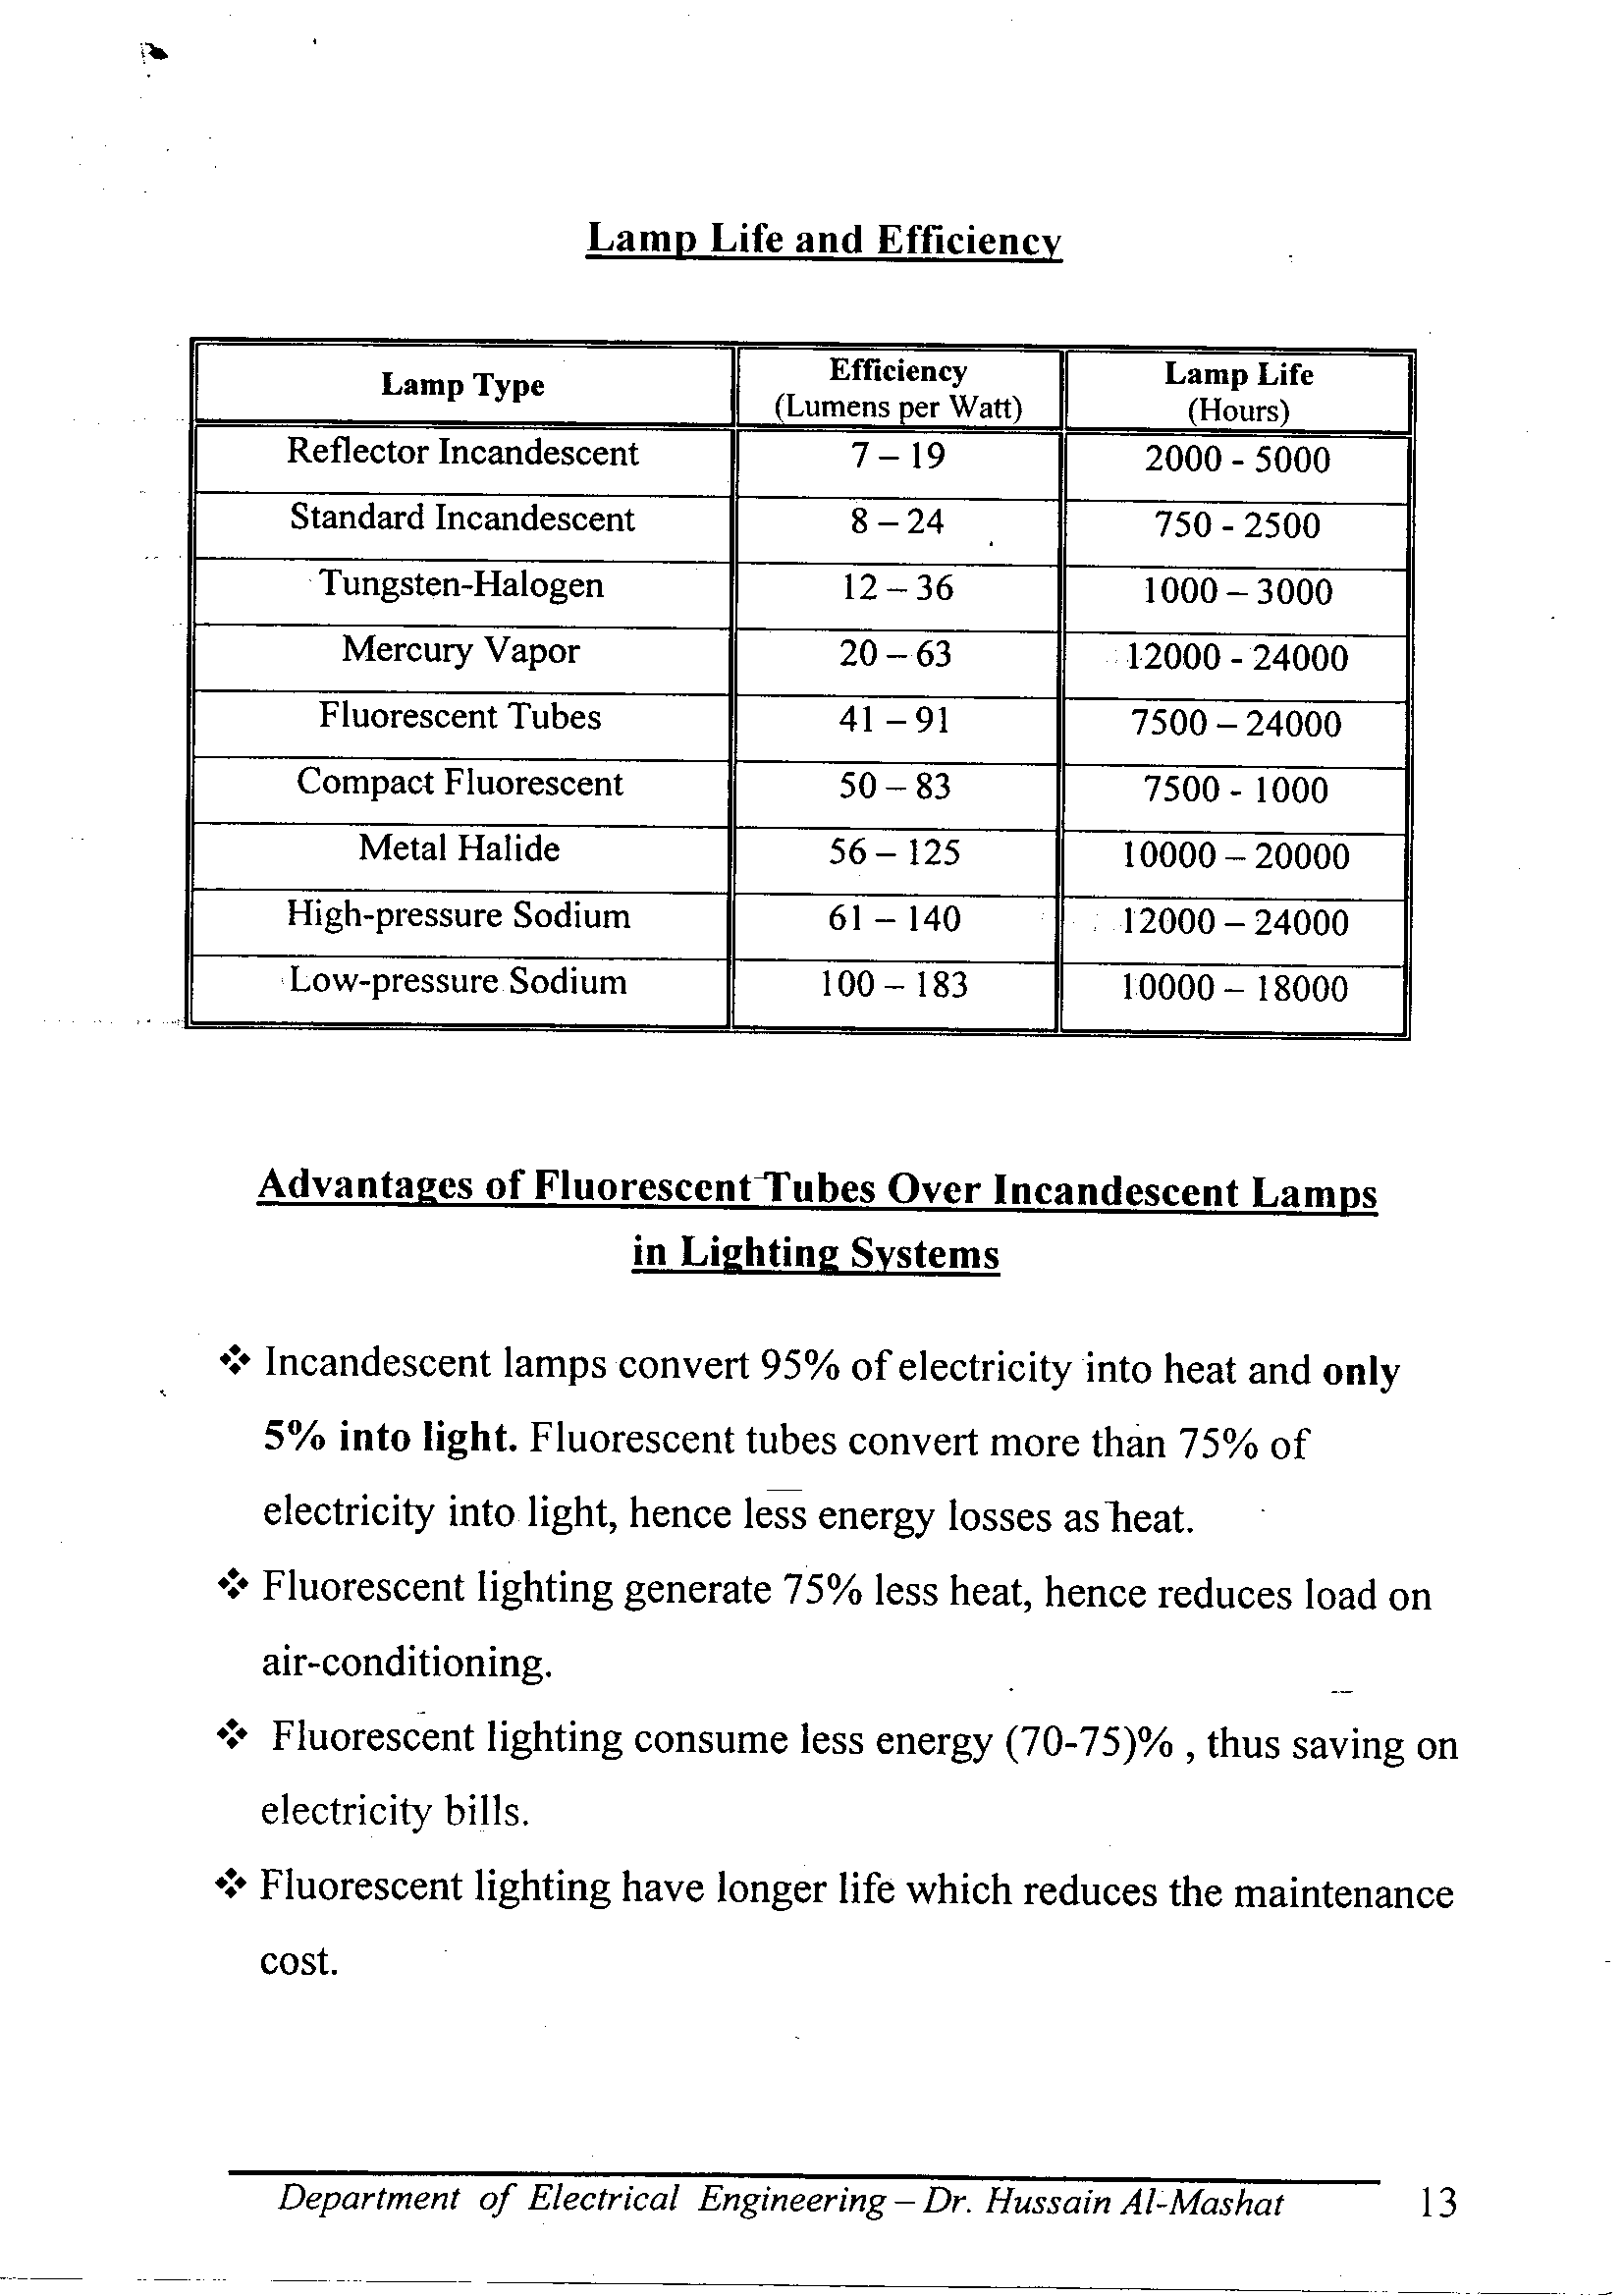 Lamp Life and Efficiency
Lamp Type Efficiency (Lumens per Watt) Lamp Life (Hours)
Reflector Incandescent 7 – 19 2000 - 5000
Standard Incandescent 8 – 24 750 - 2500
Tungsten-Halogen 12 – 36 1000 – 3000
Mercury Vapor 20 – 63 12000 - 24000
Fluorescent Tubes 41 – 91 7500 – 24000
Compact Fluorescent 50 – 83 7500 - 1000
Metal Halide 56 – 125 10000 – 20000
High-pressure Sodium 61 – 140 12000 – 24000
Low-pressure Sodium 100 – 183 10000 – 18000
Advantages of Fluorescent Tubes Over Incandescent Lamps
in Lighting Systems
❖ Incandescent lamps convert 95% of electricity into heat and only
5% into light. Fluorescent tubes convert more than 75% of
electricity into light, hence less energy losses as heat.
❖ Fluorescent lighting generate 75% less heat, hence reduces load on
air-conditioning.
❖ Fluorescent lighting consume less energy (70-75)% , thus saving on
electricity bills.
❖ Fluorescent lighting have longer life which reduces the maintenance
cost.
Department of Electrical Engineering – Dr. Hussain Al-Mashat 13